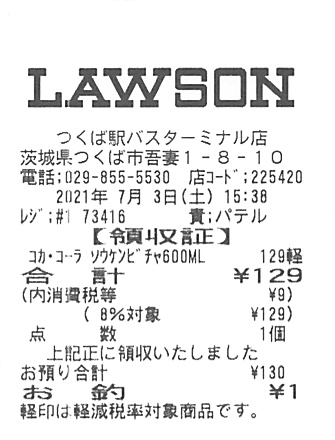 LAWSON
つくば駅バスターミナル店
茨城県つくば市吾妻1-8-10
電話;029-855-5530 店コード;225420
2021年 7月 3日(土) 15:38
レジ;#1 73416 責;パテル
【領収証】
コカ・コーラ ソウケンビチャ600ML 129軽
合計 ¥129
(内消費税等 ¥9)
( 8%対象 ¥129)
点数 1個
上記正に領収いたしました
お預り合計 ¥130
お釣 ¥1
軽印は軽減税率対象商品です。